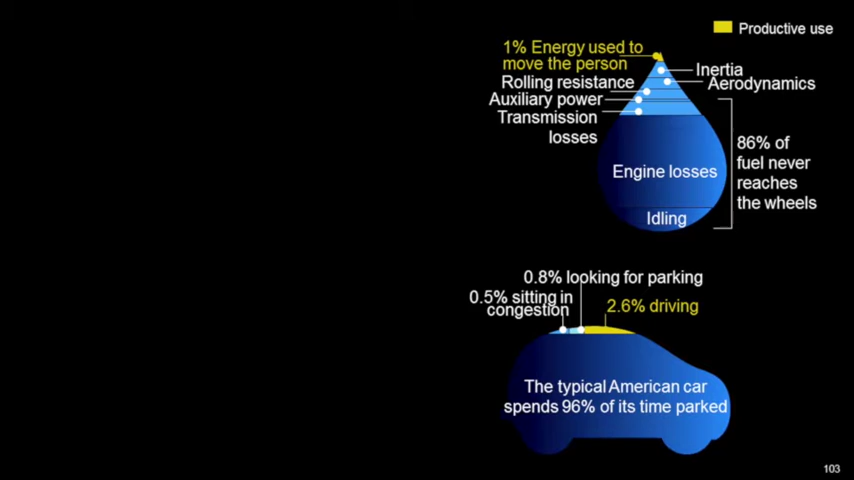 Productive use
1% Energy used to
move the person
Inertia
Rolling resistance
Aerodynamics
Auxiliary power
Transmission
losses
86% of
fuel never
reaches
the wheels
Engine losses
Idling
0.8% looking for parking
0.5% sitting in
congestion
2.6% driving
The typical American car
spends 96% of its time parked
103